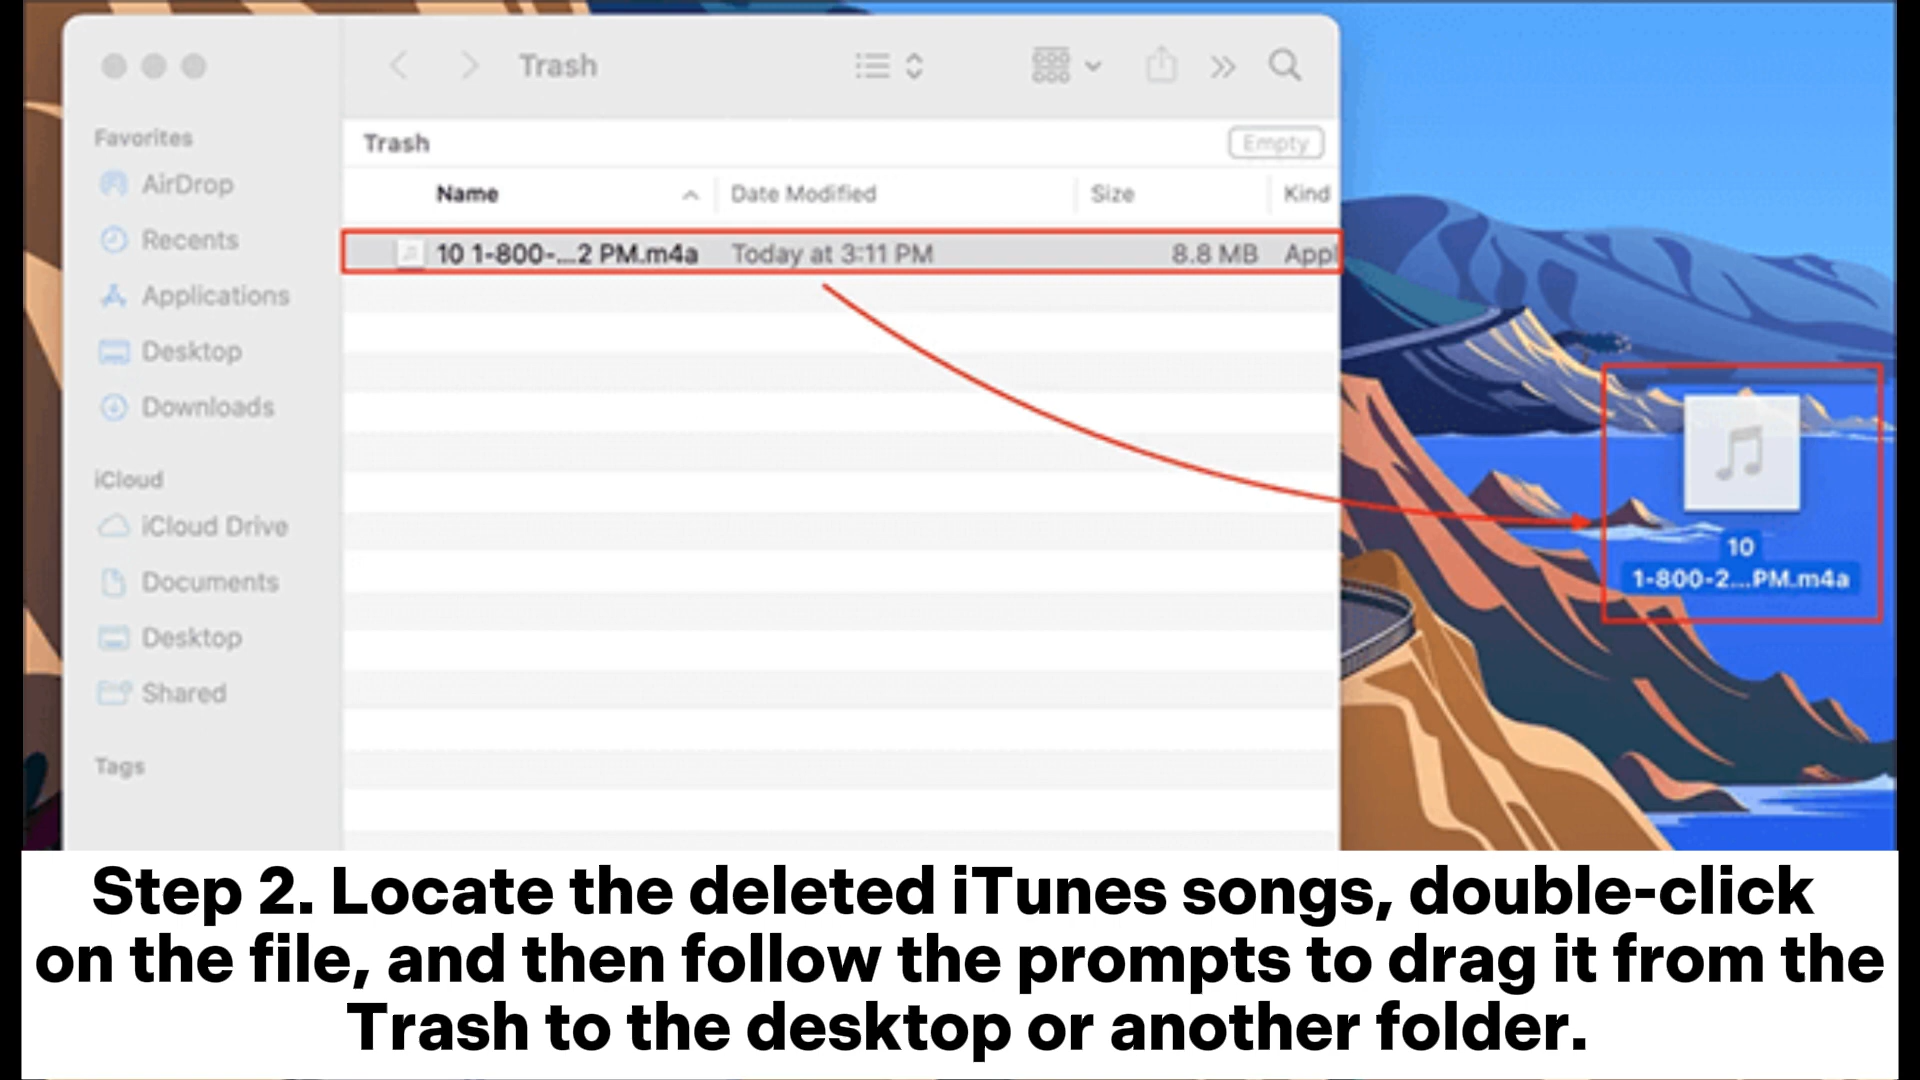 Trash
Favorites
AirDrop
Recents
Applications
Desktop
Downloads
iCloud
iCloud Drive
Documents
Desktop
Shared
Tags
Trash Empty
Name Date Modified Size Kind
10 1-800-...2 PM.m4a Today at 3:11 PM 8.8 MB Appl
10
1-800-2...PM.m4a
Step 2. Locate the deleted iTunes songs, double-click
on the file, and then follow the prompts to drag it from the
Trash to the desktop or another folder.